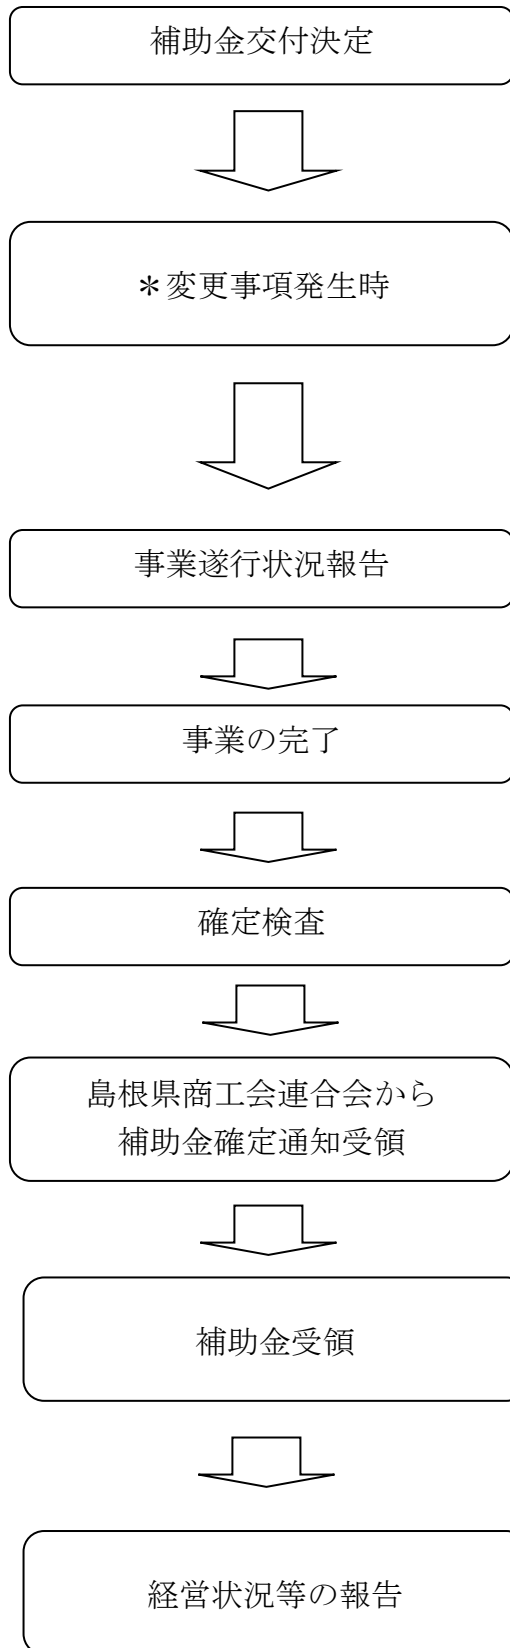 補助金交付決定
＊変更事項発生時
事業遂行状況報告
事業の完了
確定検査
島根県商工会連合会から
補助金確定通知受領
補助金受領
経営状況等の報告